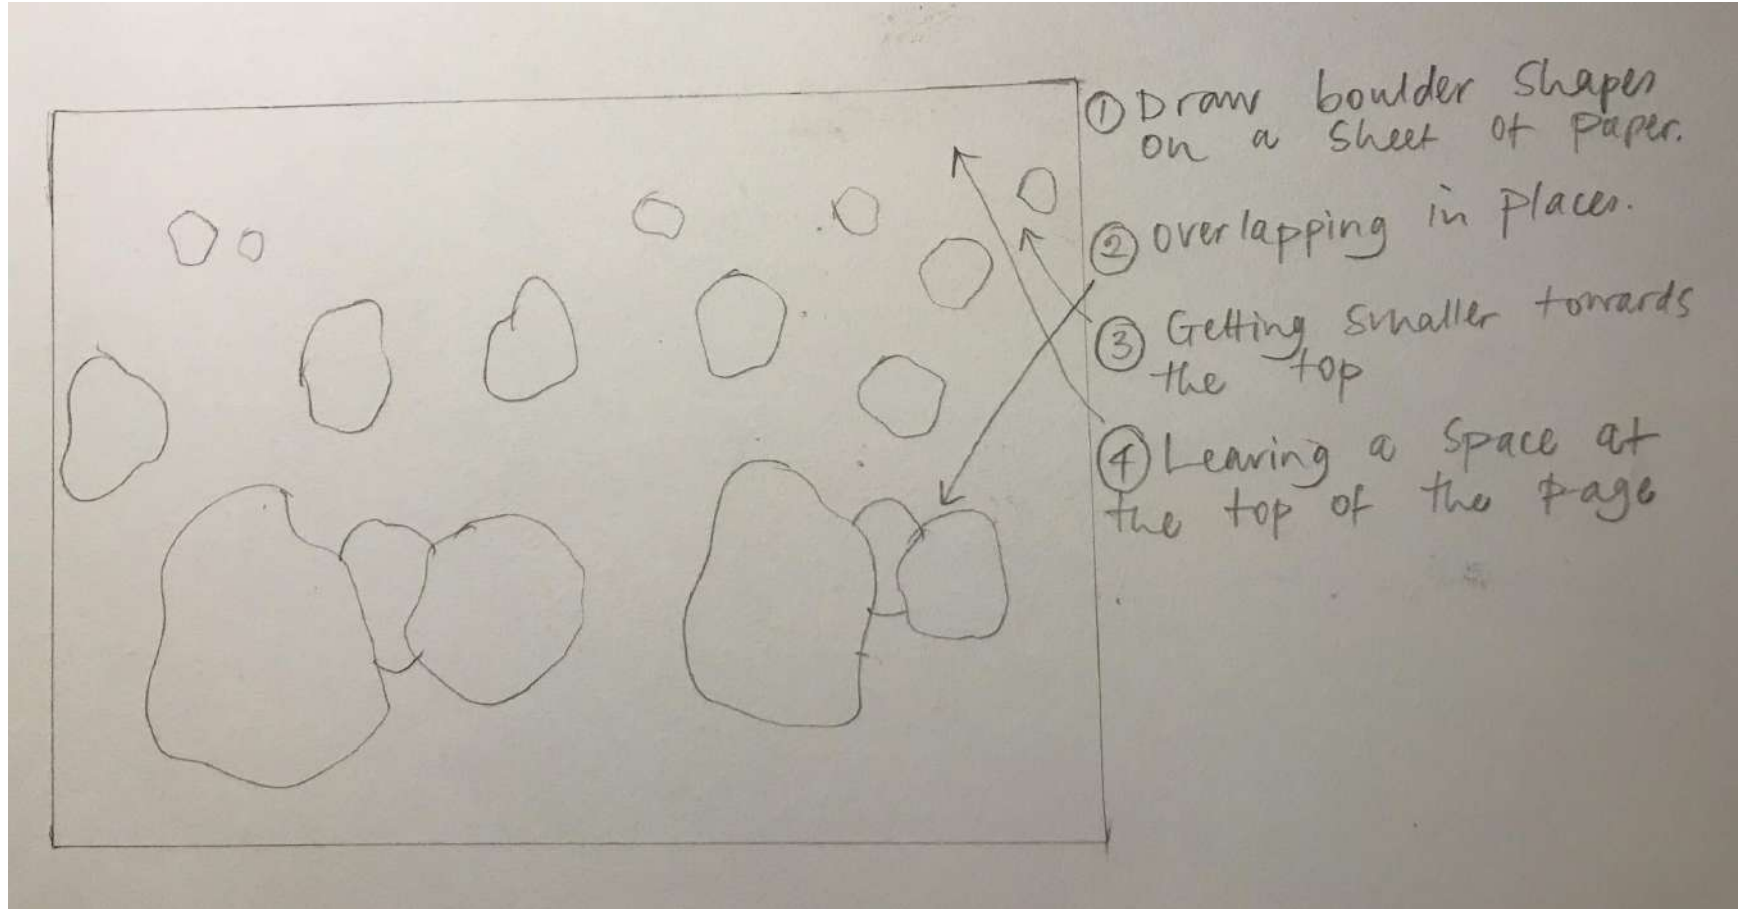 ① Draw boulder shapes
on a sheet of paper.
② overlapping in places.
③ Getting smaller towards
the top
④ Leaving a space at
the top of the page